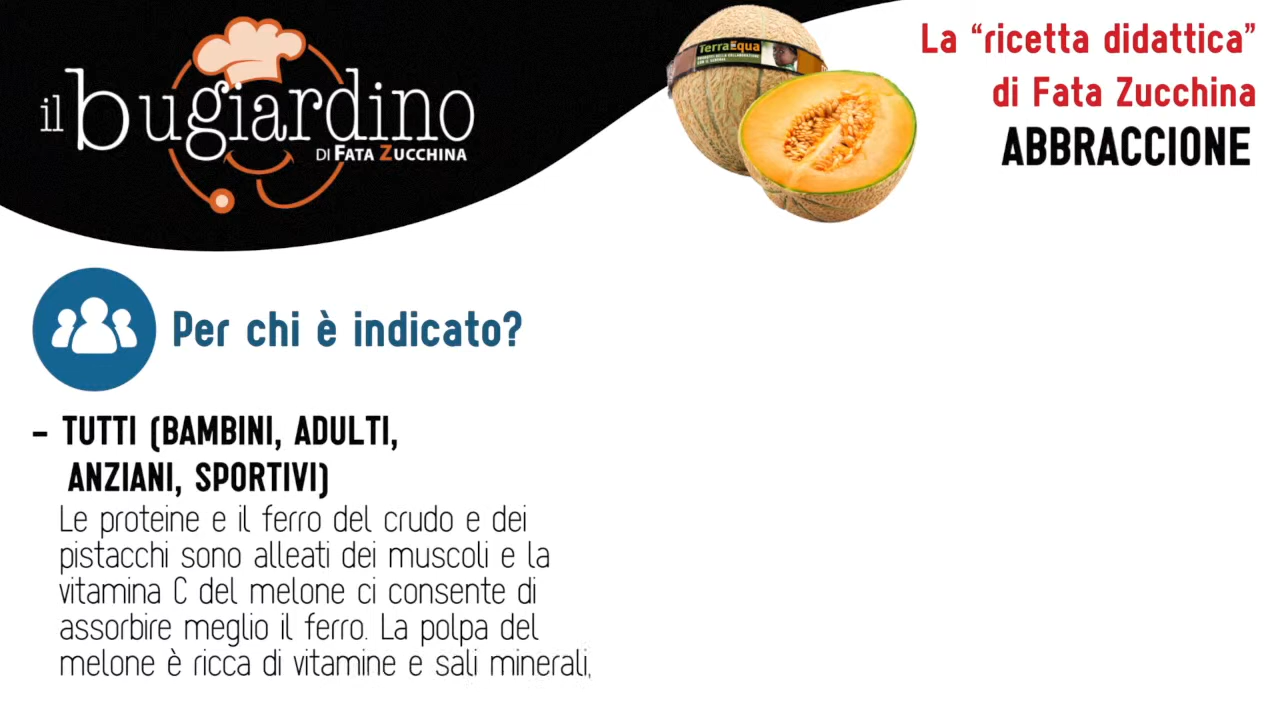 il bugiardino
DI FATA ZUCCHINA
TerraEqua
La “ricetta didattica”
di Fata Zucchina
ABBRACCIONE
Per chi è indicato?
- TUTTI (BAMBINI, ADULTI,
ANZIANI, SPORTIVI)
Le proteine e il ferro del crudo e dei
pistacchi sono alleati dei muscoli e la
vitamina C del melone ci consente di
assorbire meglio il ferro. La polpa del
melone è ricca di vitamine e sali minerali,